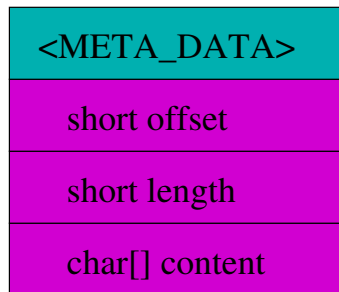 <META_DATA>
short offset
short length
char[] content